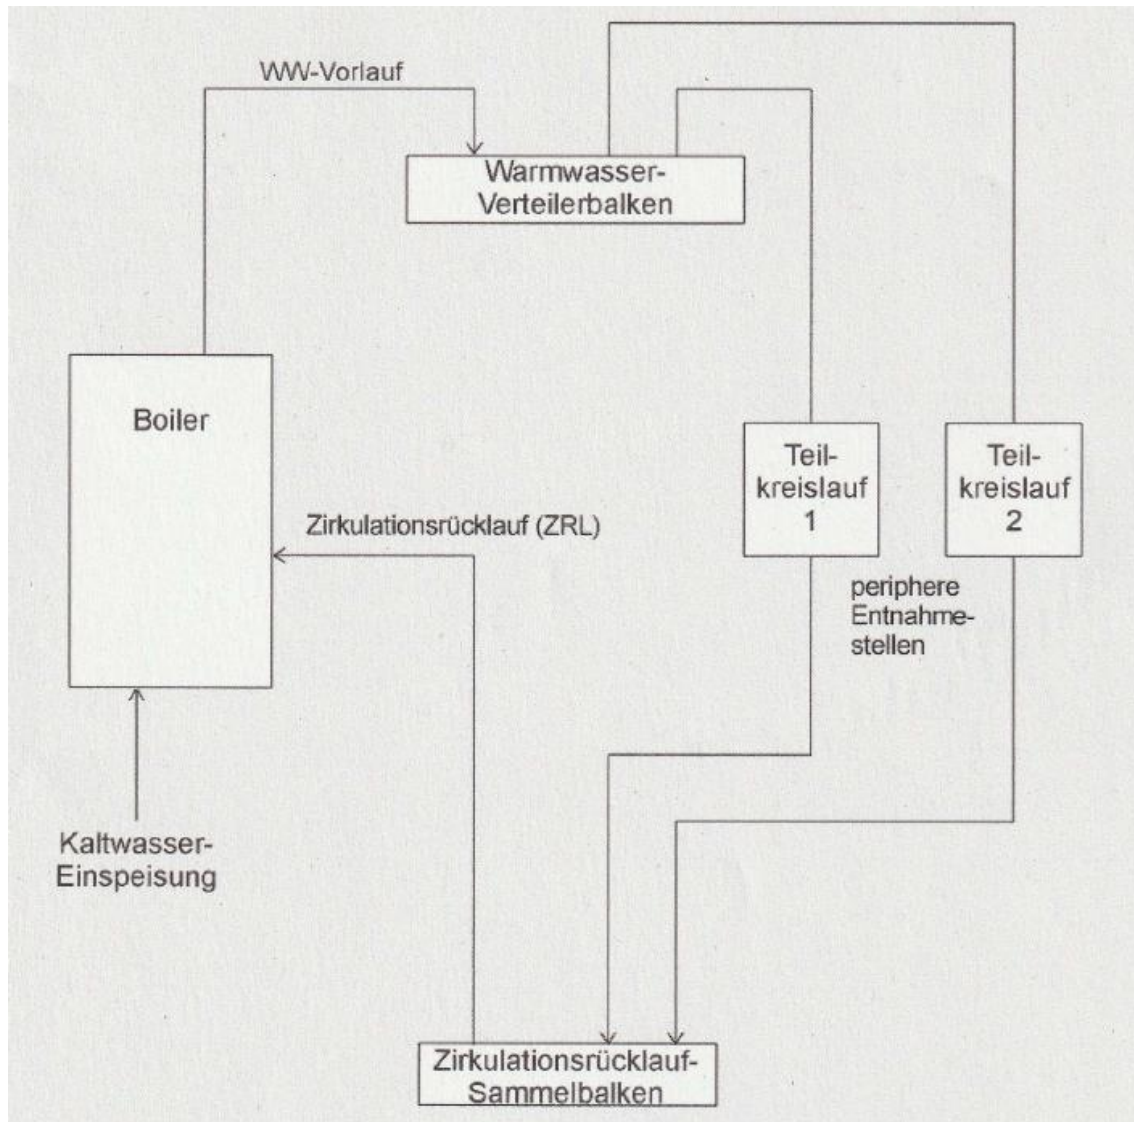 WW-Vorlauf
Warmwasser-
Verteilerbalken
Boiler
Teil-
kreislauf
1
Teil-
kreislauf
2
Zirkulationsrücklauf (ZRL)
periphere
Entnahme-
stellen
Kaltwasser-
Einspeisung
Zirkulationsrücklauf-
Sammelbalken